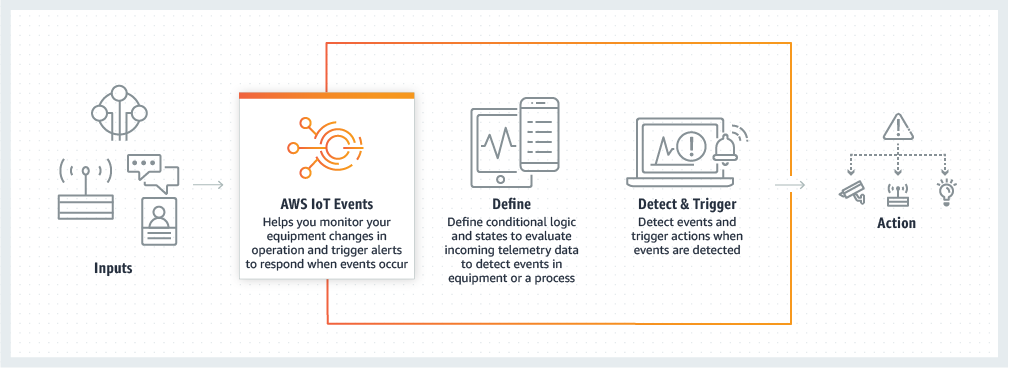 Inputs
AWS IoT Events
Helps you monitor your
equipment changes in
operation and trigger alerts
to respond when events occur
Define
Define conditional logic
and states to evaluate
incoming telemetry data
to detect events in
equipment or a process
Detect & Trigger
Detect events and
trigger actions when
events are detected
Action